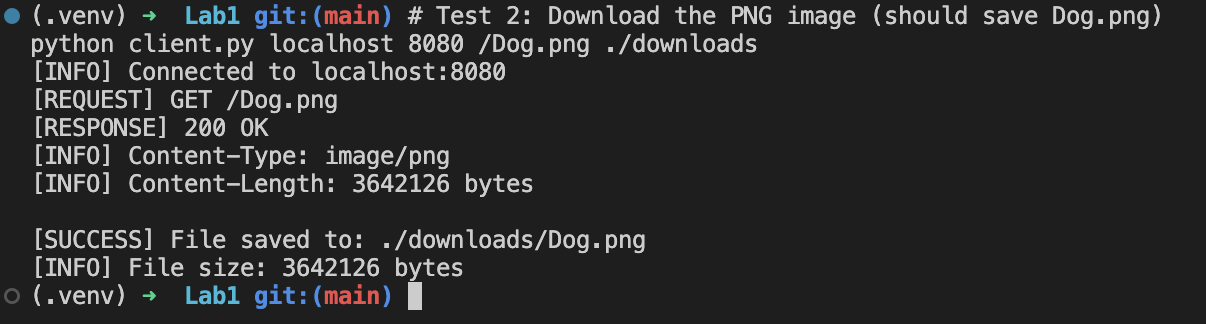 (.venv) ➜ Lab1 git:(main) # Test 2: Download the PNG image (should save Dog.png)
python client.py localhost 8080 /Dog.png ./downloads
[INFO] Connected to localhost:8080
[REQUEST] GET /Dog.png
[RESPONSE] 200 OK
[INFO] Content-Type: image/png
[INFO] Content-Length: 3642126 bytes
[SUCCESS] File saved to: ./downloads/Dog.png
[INFO] File size: 3642126 bytes
(.venv) ➜ Lab1 git:(main)